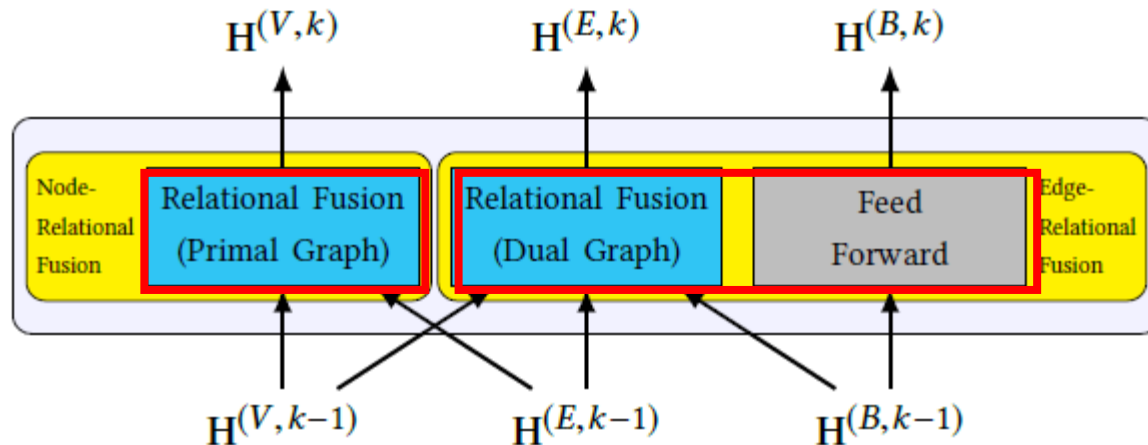 H^(V,k) H^(E,k) H^(B,k)
Node-
Relational
Fusion
Relational Fusion
(Primal Graph)
Relational Fusion
(Dual Graph)
Feed
Forward
Edge-
Relational
Fusion
H^(V,k−1) H^(E,k−1) H^(B,k−1)